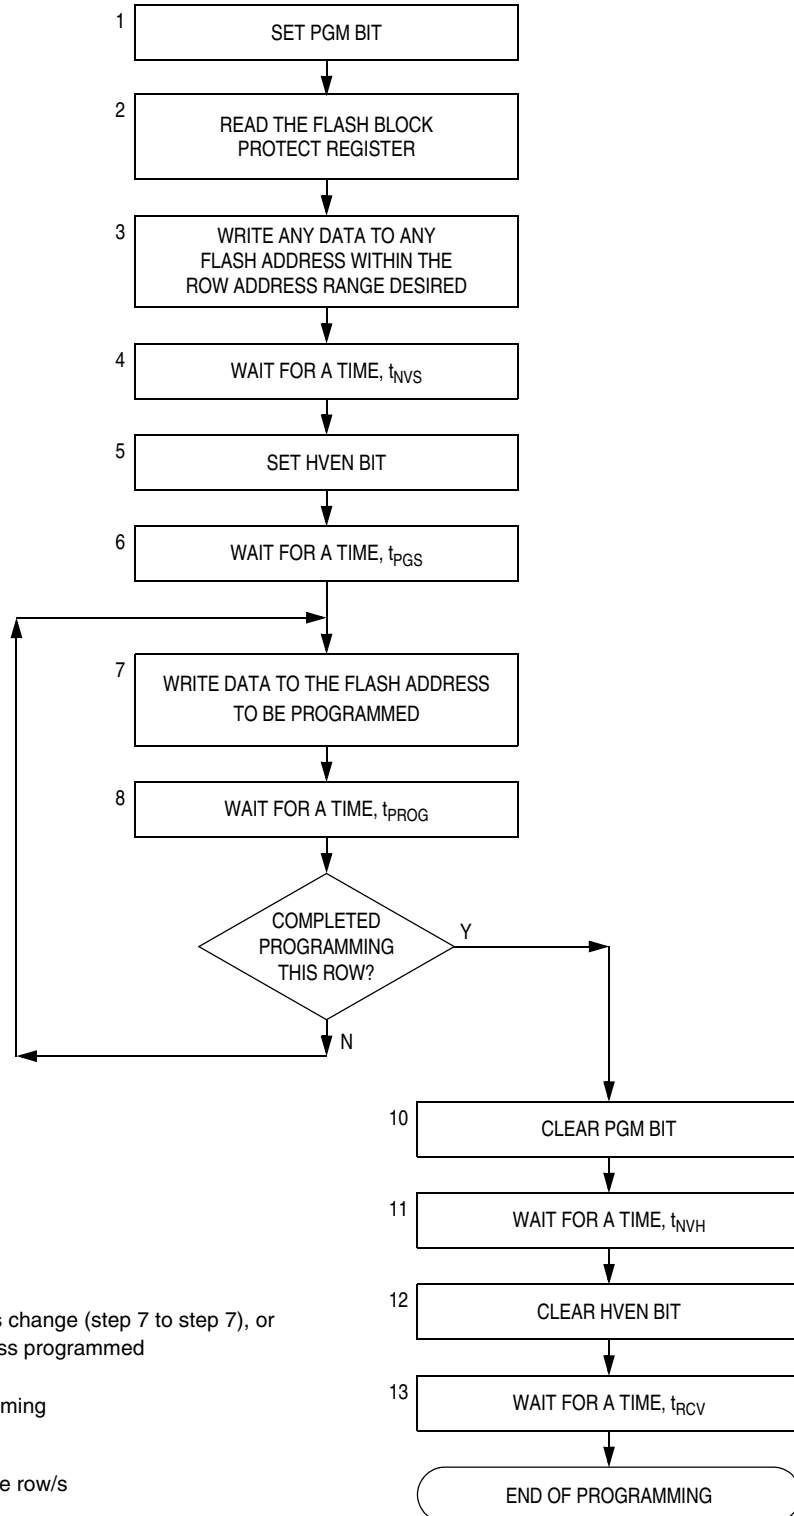 1
SET PGM BIT
2
READ THE FLASH BLOCK
PROTECT REGISTER
3
WRITE ANY DATA TO ANY
FLASH ADDRESS WITHIN THE
ROW ADDRESS RANGE DESIRED
4
WAIT FOR A TIME, tNVS
5
SET HVEN BIT
6
WAIT FOR A TIME, tPGS
7
WRITE DATA TO THE FLASH ADDRESS
TO BE PROGRAMMED
8
WAIT FOR A TIME, tPROG
COMPLETED
PROGRAMMING
THIS ROW?
Y
N
10
CLEAR PGM BIT
11
WAIT FOR A TIME, tNVH
12
CLEAR HVEN BIT
13
WAIT FOR A TIME, tRCV
END OF PROGRAMMING
change (step 7 to step 7), or
programmed
row/s